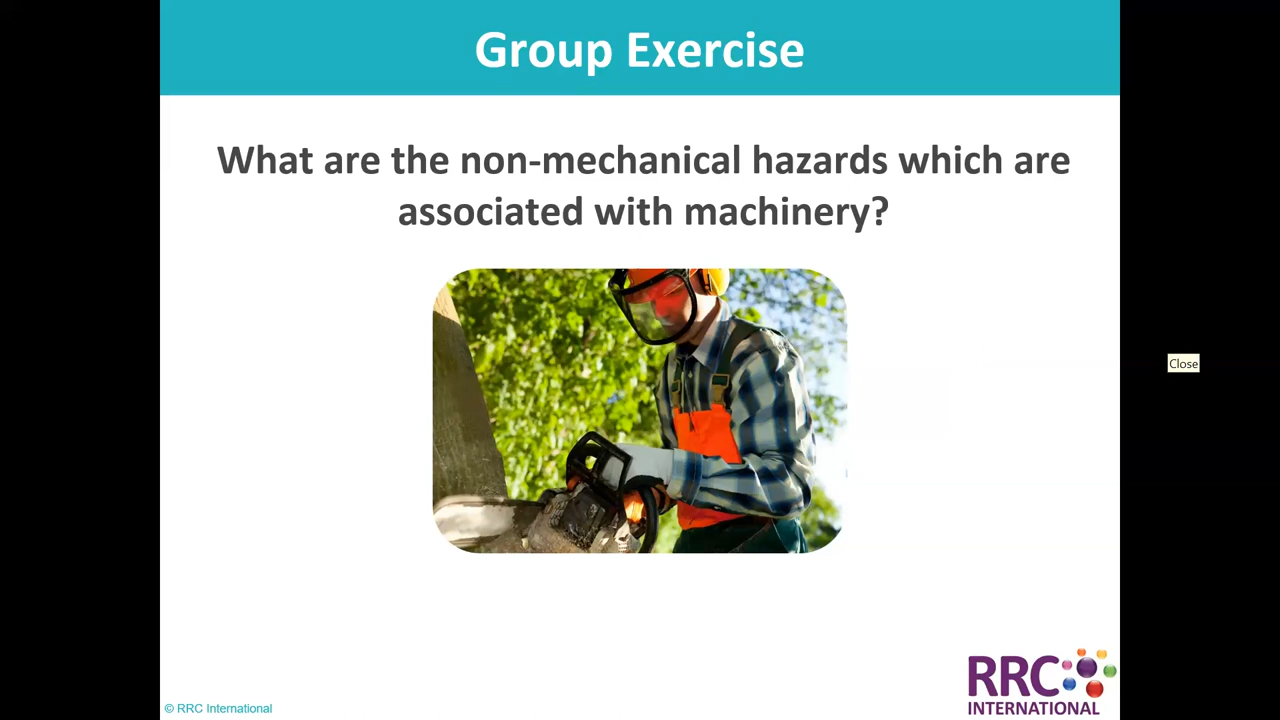 Group Exercise
What are the non-mechanical hazards which are
associated with machinery?
Close
RRC
INTERNATIONAL
© RRC International